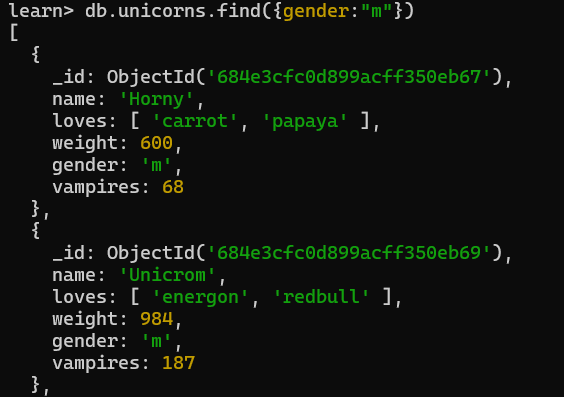 learn> db.unicorns.find({gender:"m"})
[
  {
    _id: ObjectId('684e3cfc0d899acff350eb67'),
    name: 'Horny',
    loves: [ 'carrot', 'papaya' ],
    weight: 600,
    gender: 'm',
    vampires: 68
  },
  {
    _id: ObjectId('684e3cfc0d899acff350eb69'),
    name: 'Unicrom',
    loves: [ 'energon', 'redbull' ],
    weight: 984,
    gender: 'm',
    vampires: 187
  },